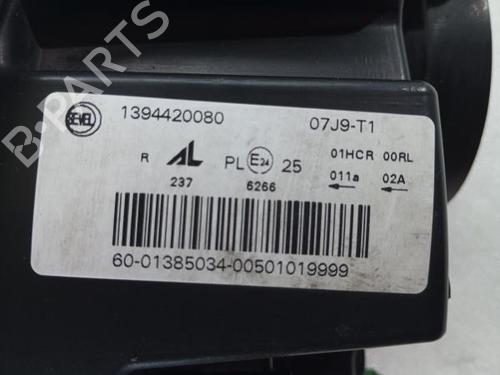 SEVEL 1394420080 07J9-T1
R AL PL E24 25 01HCR 00RL
237 6266 011a 02A
60-01385034-00501019999
B-PARTS